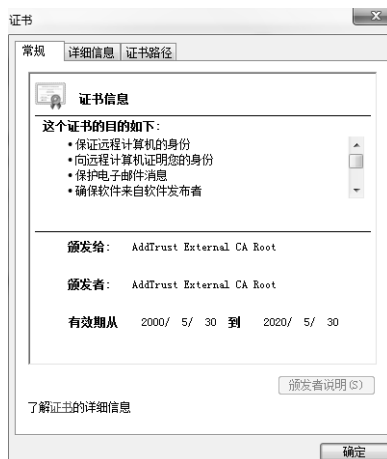 证书
常规 详细信息 证书路径
证书信息
这个证书的目的如下:
• 保证远程计算机的身份
• 向远程计算机证明您的身份
• 保护电子邮件消息
• 确保软件来自软件发布者
颁发给: AddTrust External CA Root
颁发者: AddTrust External CA Root
有效期从 2000/ 5/ 30 到 2020/ 5/ 30
颁发者说明(S)
了解证书的详细信息
确定